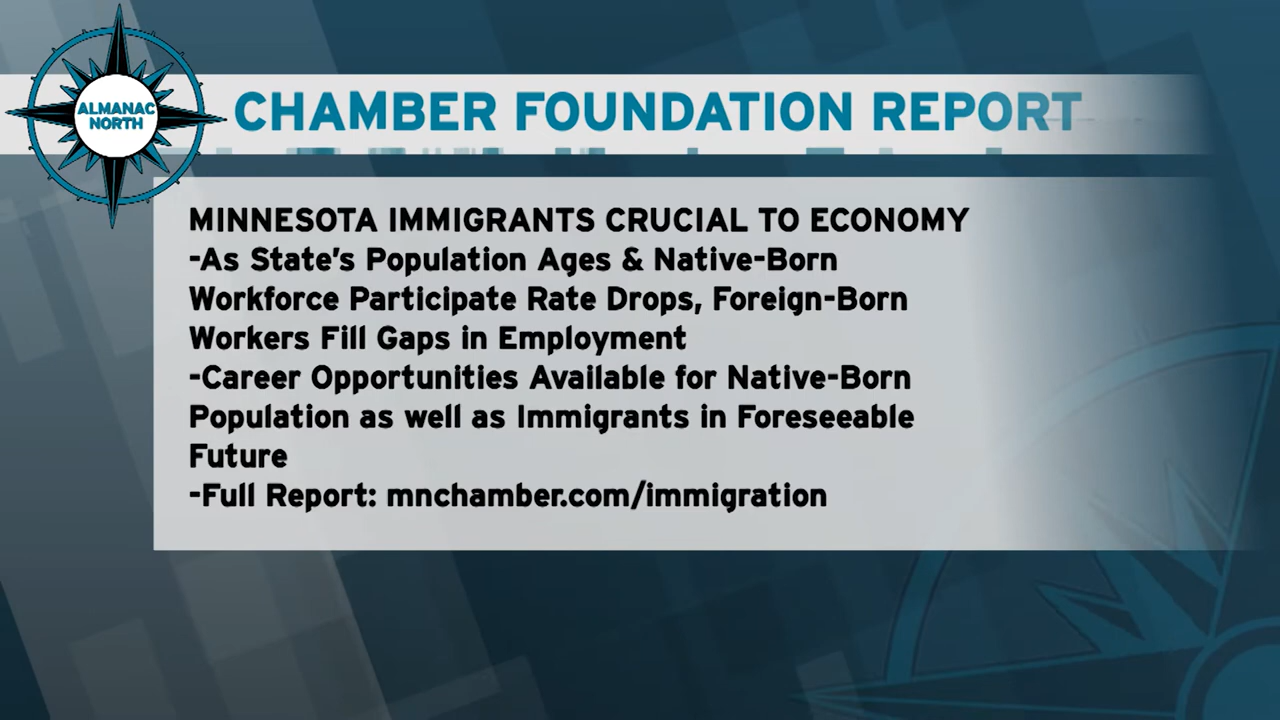 ALMANAC
NORTH
CHAMBER FOUNDATION REPORT
MINNESOTA IMMIGRANTS CRUCIAL TO ECONOMY
-As State's Population Ages & Native-Born
Workforce Participate Rate Drops, Foreign-Born
Workers Fill Gaps in Employment
-Career Opportunities Available for Native-Born
Population as well as Immigrants in Foreseeable
Future
-Full Report: mnchamber.com/immigration